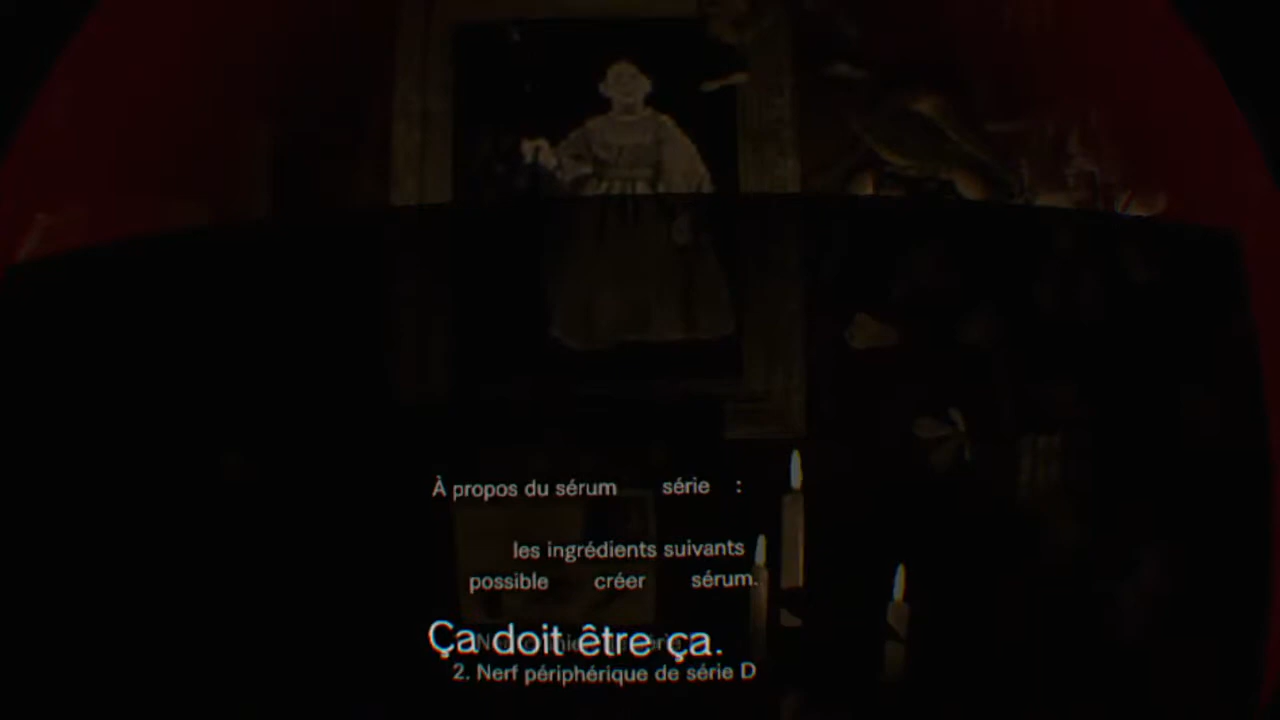 À propos du sérum série :
les ingrédients suivants
possible créer sérum.
Ça doit être ça.
2. Nerf périphérique de série D